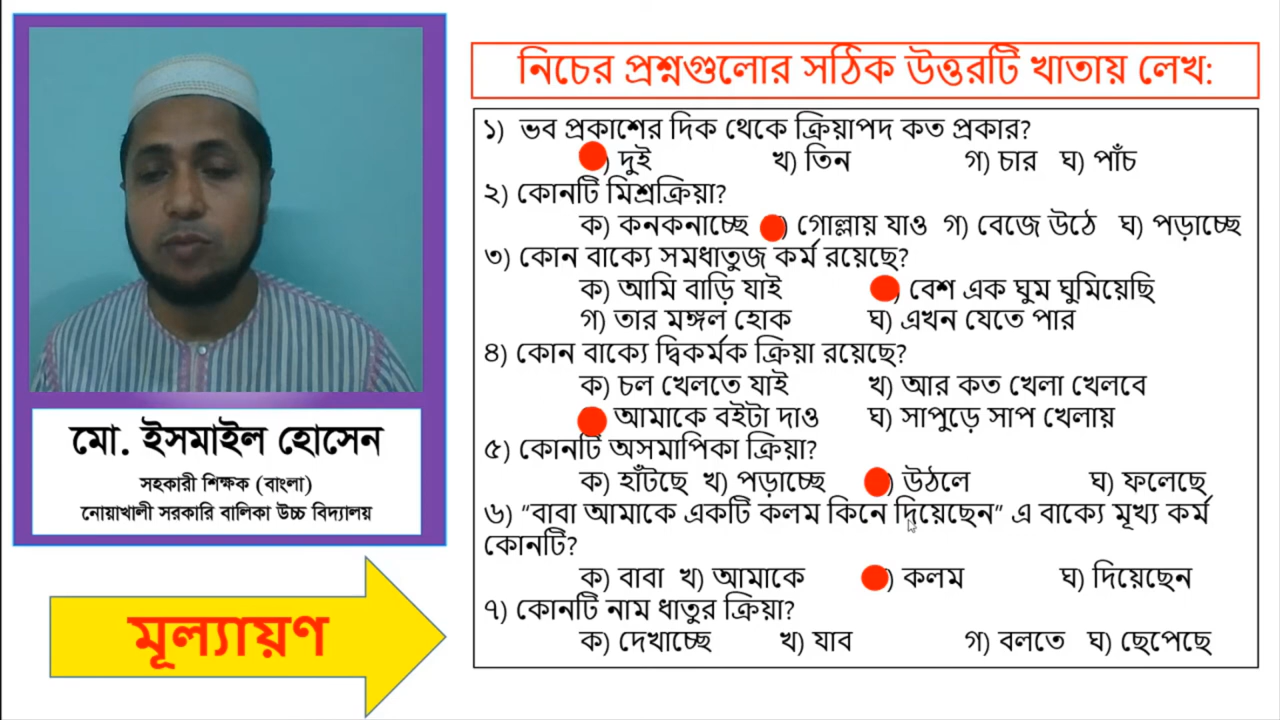 মো. ইসমাইল হোসেন
সহকারী শিক্ষক (বাংলা)
নোয়াখালী সরকারি বালিকা উচ্চ বিদ্যালয়
মূল্যায়ণ
নিচের প্রশ্নগুলোর সঠিক উত্তরটি খাতায় লেখ:
১) ভব প্রকাশের দিক থেকে ক্রিয়াপদ কত প্রকার?
) দুই খ) তিন গ) চার ঘ) পাঁচ
২) কোনটি মিশ্রক্রিয়া?
ক) কনকনাচ্ছে ) গোল্লায় যাও গ) বেজে উঠে ঘ) পড়াচ্ছে
৩) কোন বাক্যে সমধাতুজ কর্ম রয়েছে?
ক) আমি বাড়ি যাই ) বেশ এক ঘুম ঘুমিয়েছি
গ) তার মঙ্গল হোক ঘ) এখন যেতে পার
৪) কোন বাক্যে দ্বিকর্মক ক্রিয়া রয়েছে?
ক) চল খেলতে যাই খ) আর কত খেলা খেলবে
আমাকে বইটা দাও ঘ) সাপুড়ে সাপ খেলায়
৫) কোনটি অসমাপিকা ক্রিয়া?
ক) হাঁটছে খ) পড়াচ্ছে ) উঠলে ঘ) ফলেছে
৬) “বাবা আমাকে একটি কলম কিনে দিয়েছেন” এ বাক্যে মূখ্য কর্ম
কোনটি?
ক) বাবা খ) আমাকে ) কলম ঘ) দিয়েছেন
৭) কোনটি নাম ধাতুর ক্রিয়া?
ক) দেখাচ্ছে খ) যাব গ) বলতে ঘ) ছেপেছে